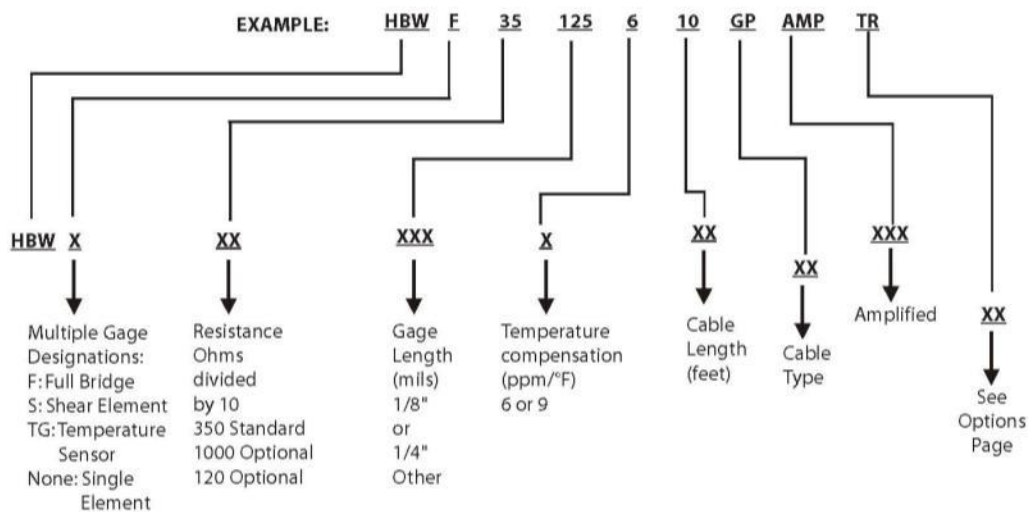 EXAMPLE: HBW F 35 125 6 10 GP AMP TR
HBW X XX XXX X XX XX XXX XX
Multiple Gage
Designations:
F: Full Bridge
S: Shear Element
TG: Temperature
Sensor
None: Single
Element
Resistance
Ohms
divided
by 10
350 Standard
1000 Optional
120 Optional
Gage
Length
(mils)
1/8"
or
1/4"
Other
Temperature
compensation
(ppm/°F)
6 or 9
Cable
Length
(feet)
Cable
Type
Amplified
See
Options
Page